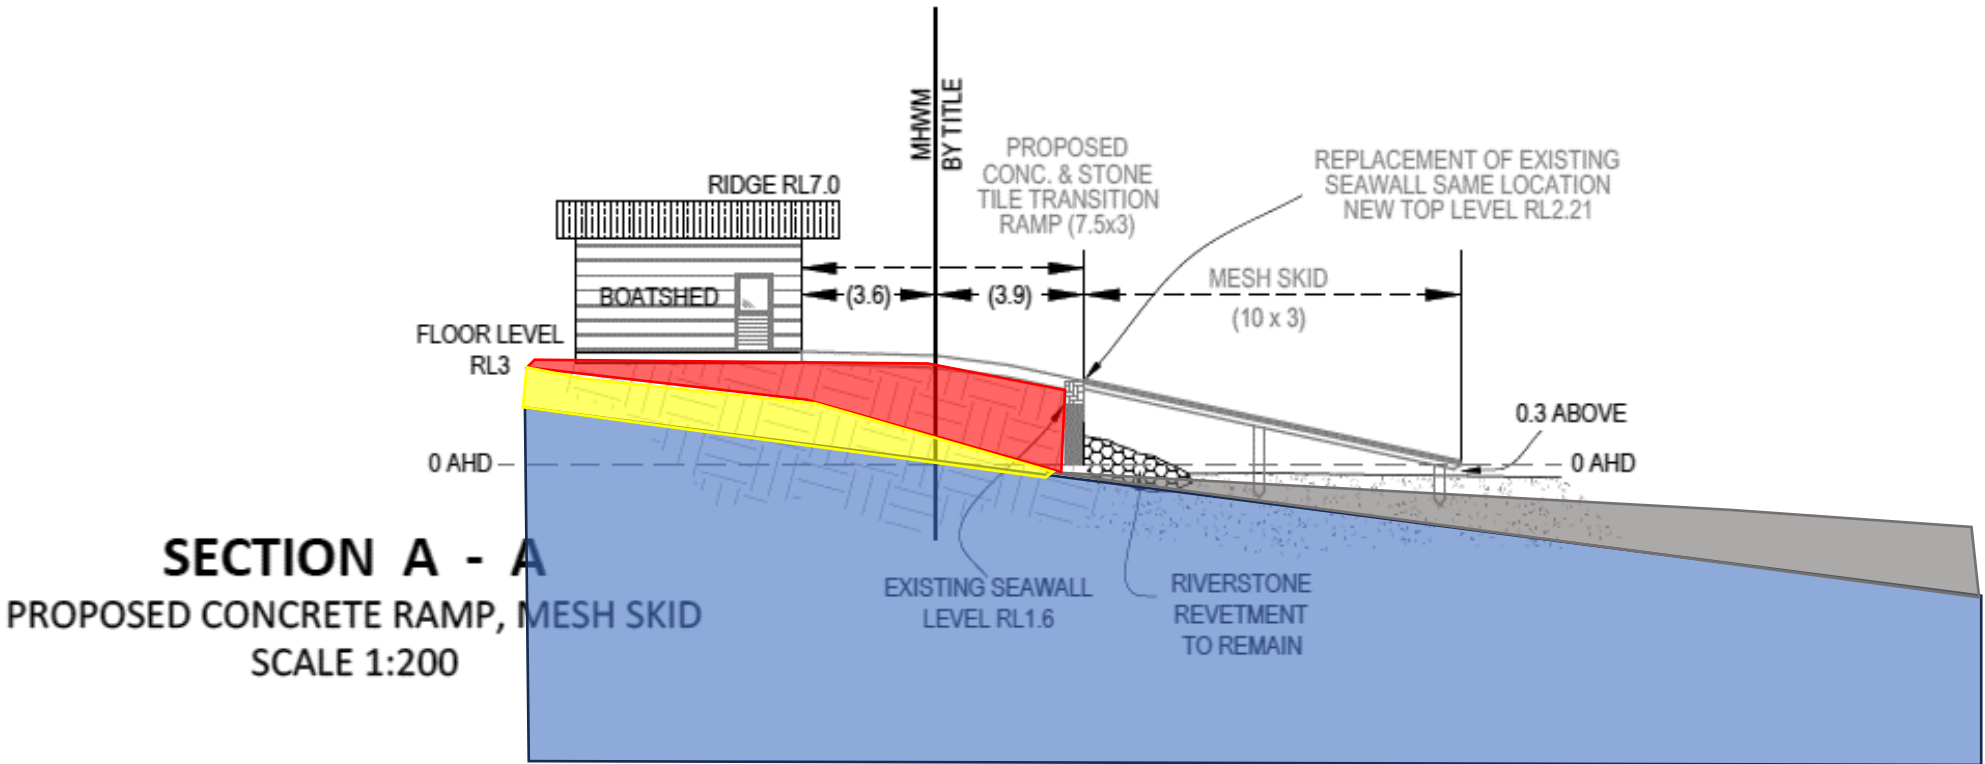 MHWM
BY TITLE
PROPOSED
CONC. & STONE
TILE TRANSITION
RAMP (7.5x3)
REPLACEMENT OF EXISTING
SEAWALL SAME LOCATION
NEW TOP LEVEL RL2.21
RIDGE RL7.0
BOATSHED
(3.6)
(3.9)
MESH SKID
(10 x 3)
FLOOR LEVEL
RL3
0.3 ABOVE
0 AHD
0 AHD
SECTION A - A
PROPOSED CONCRETE RAMP, MESH SKID
SCALE 1:200
EXISTING SEAWALL
LEVEL RL1.6
RIVERSTONE
REVETMENT
TO REMAIN